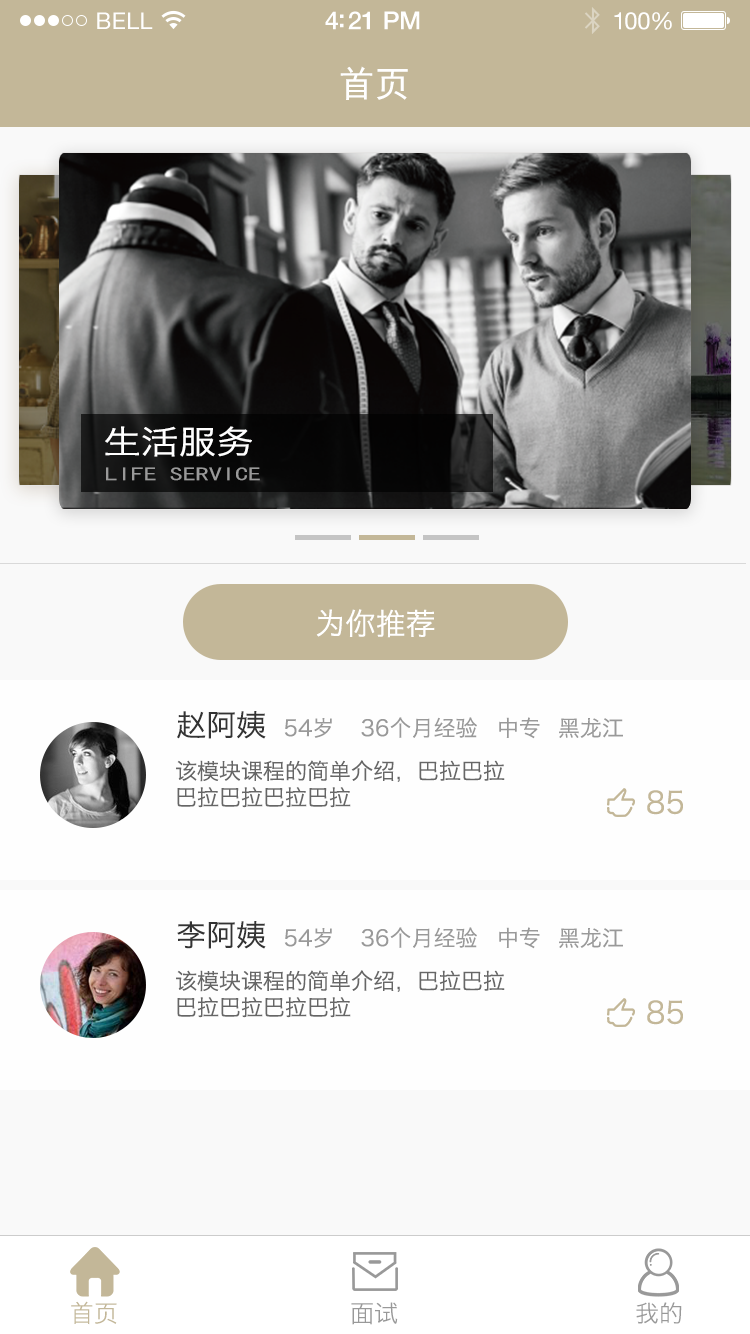 BELL 4:21 PM 100%
首页
生活服务
LIFE SERVICE
为你推荐
赵阿姨 54岁 36个月经验 中专 黑龙江
该模块课程的简单介绍，巴拉巴拉
巴拉巴拉巴拉巴拉
85
李阿姨 54岁 36个月经验 中专 黑龙江
该模块课程的简单介绍，巴拉巴拉
巴拉巴拉巴拉巴拉
85
首页 面试 我的